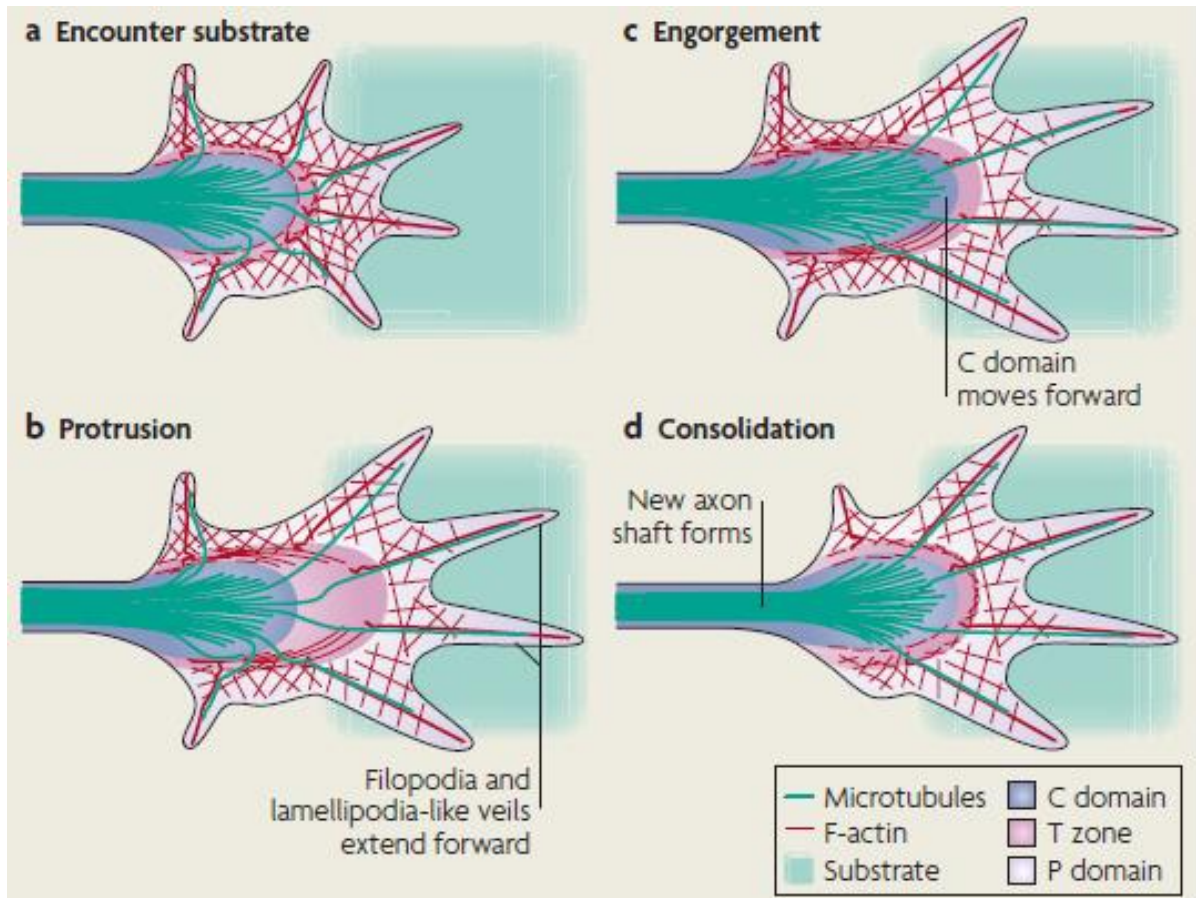 a Encounter substrate
c Engorgement
C domain
moves forward
b Protrusion
d Consolidation
New axon
shaft forms
Filopodia and
lamellipodia-like veils
extend forward
Microtubules
F-actin
Substrate
C domain
T zone
P domain